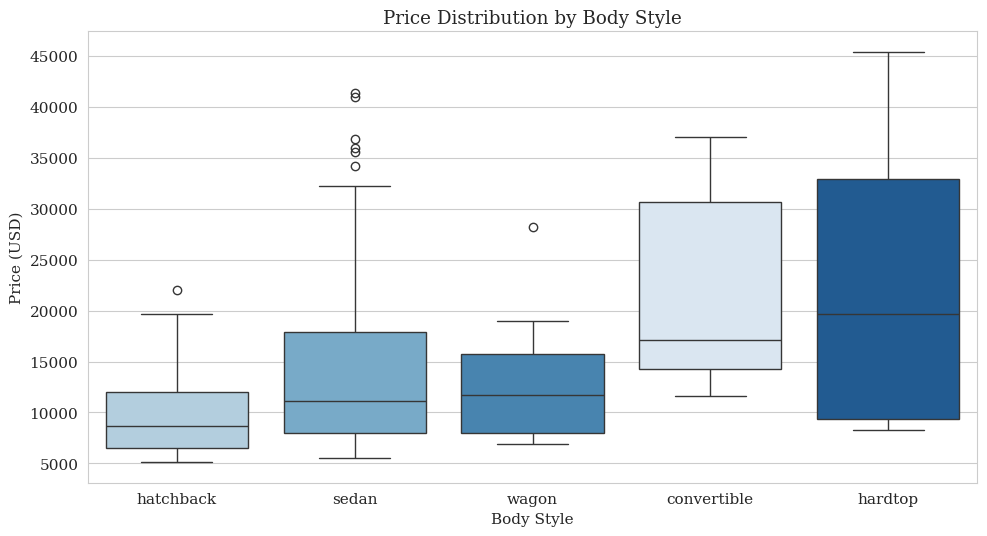 Price Distribution by Body Style
Price (USD)
45000
40000
35000
30000
25000
20000
15000
10000
5000
hatchback sedan wagon convertible hardtop
Body Style